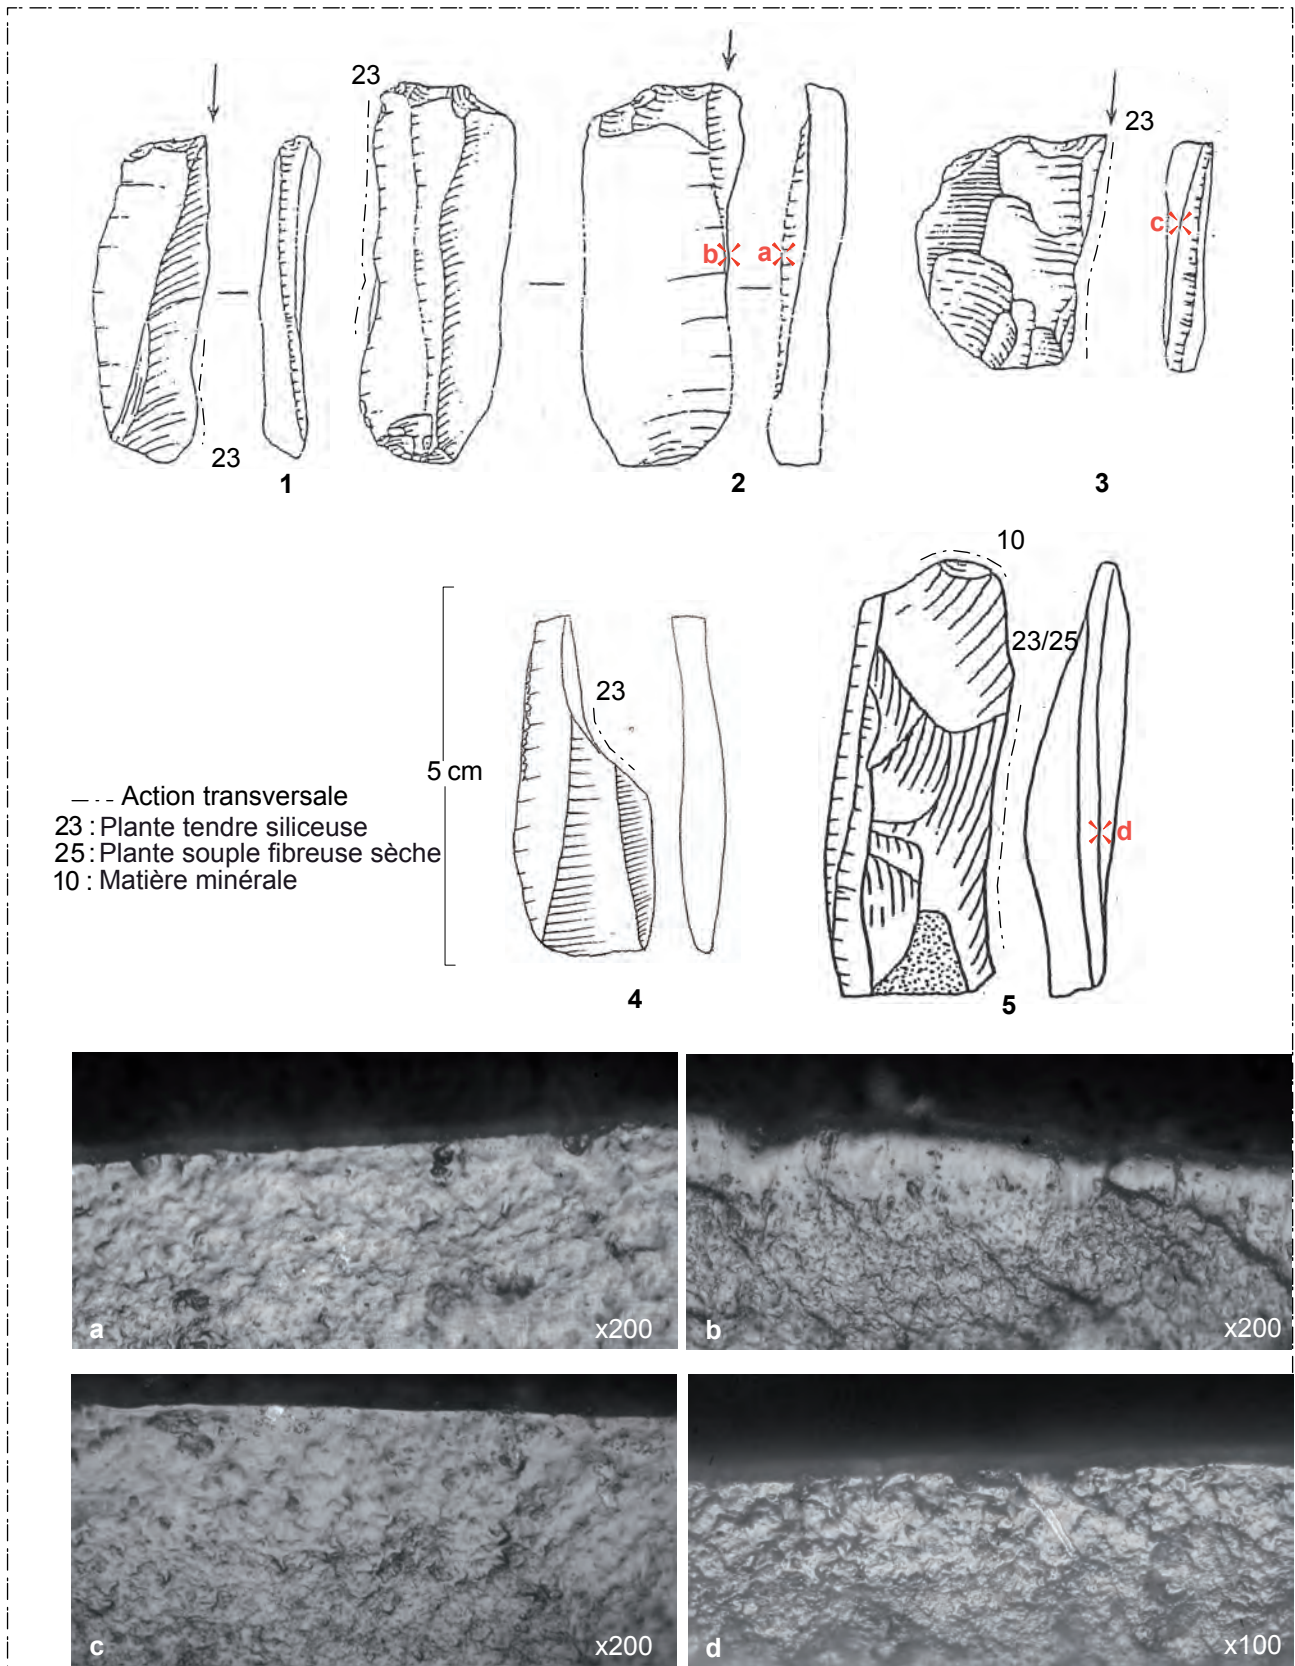 23
23
b
a
c
23
1
2
3
10
23/25
23
5 cm
d
Action transversale
23 : Plante tendre siliceuse
25 : Plante souple fibreuse sèche
10 : Matière minérale
4
5
a
x200
b
x200
c
x200
d
x100